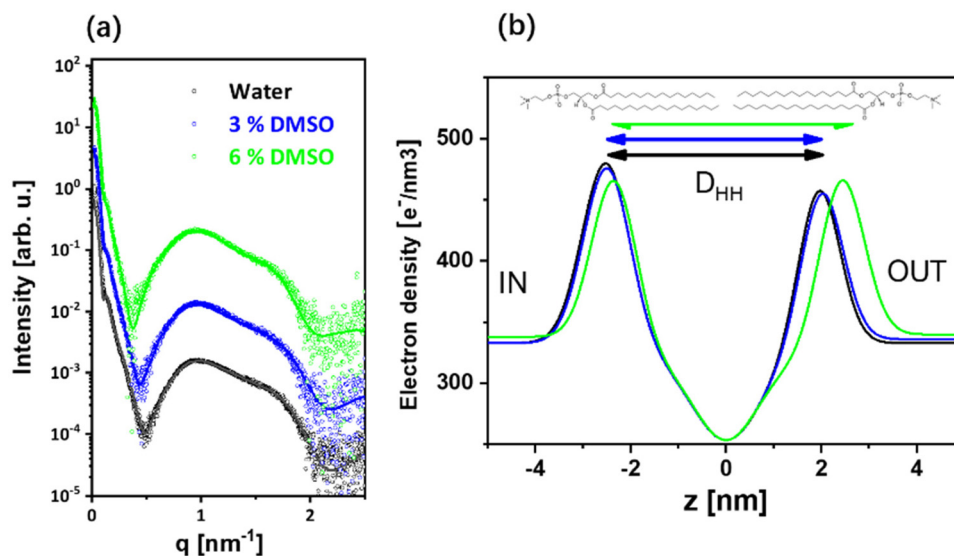 (a)
10²
10¹
10⁰
10⁻¹
10⁻²
10⁻³
10⁻⁴
10⁻⁵
Intensity [arb. u.]
Water
3 % DMSO
6 % DMSO
0 1 2
q [nm⁻¹]
(b)
500
450
400
350
300
Electron density [e⁻/nm3]
D_HH
IN
OUT
-4 -2 0 2 4
z [nm]